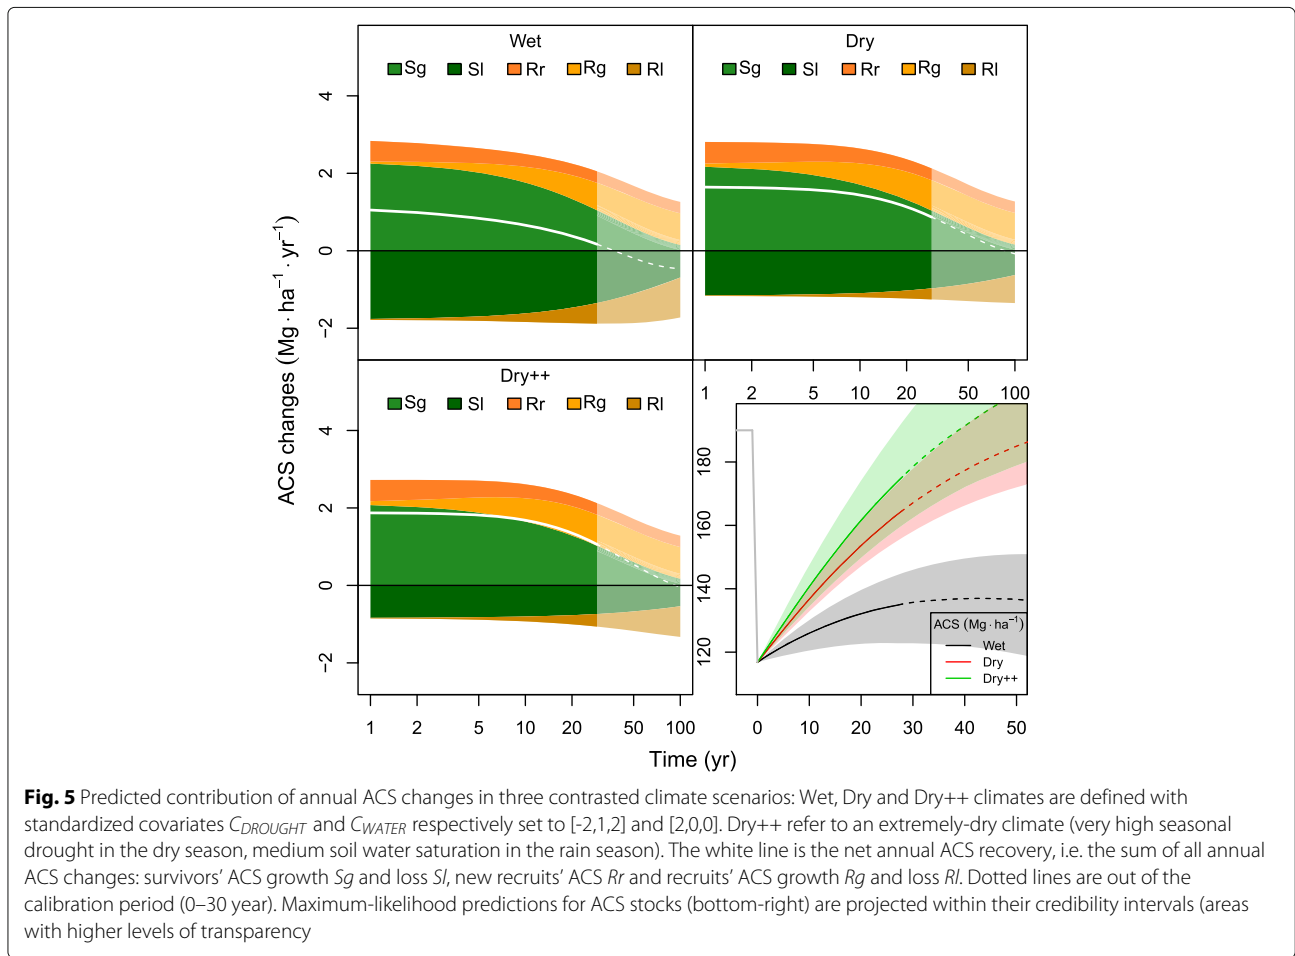 Wet
Sg Sl Rr Rg Rl
Dry
Sg Sl Rr Rg Rl
4
2
0
−2
1 2 5 10 20 50 100
Dry++
Sg Sl Rr Rg Rl
4
2
0
−2
1 2 5 10 20 50 100
ACS changes (Mg · ha−1 · yr−1)
180
160
140
120
ACS (Mg · ha−1)
Wet
Dry
Dry++
0 10 20 30 40 50
Time (yr)
Fig. 5 Predicted contribution of annual ACS changes in three contrasted climate scenarios: Wet, Dry and Dry++ climates are defined with
standardized covariates CDROUGHT and CWATER respectively set to [-2,1,2] and [2,0,0]. Dry++ refer to an extremely-dry climate (very high seasonal
drought in the dry season, medium soil water saturation in the rain season). The white line is the net annual ACS recovery, i.e. the sum of all annual
ACS changes: survivors’ ACS growth Sg and loss Sl, new recruits’ ACS Rr and recruits’ ACS growth Rg and loss Rl. Dotted lines are out of the
calibration period (0–30 year). Maximum-likelihood predictions for ACS stocks (bottom-right) are projected within their credibility intervals (areas
with higher levels of transparency